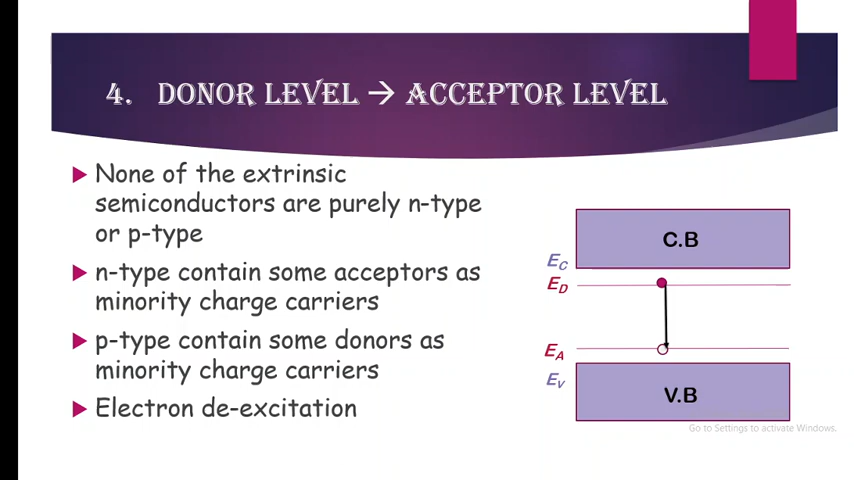 4. DONOR LEVEL → ACCEPTOR LEVEL
None of the extrinsic
semiconductors are purely n-type
or p-type
n-type contain some acceptors as
minority charge carriers
p-type contain some donors as
minority charge carriers
Electron de-excitation
C.B
E_C
E_D
E_A
E_V
V.B
Go to Settings to activate Windows.